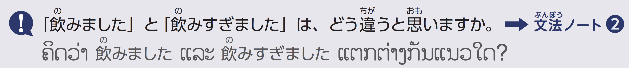 「飲みました」と「飲みすぎました」は、どう違うと思いますか。 ➡ 文法ノート❷
ຄິດວ່າ 飲みました ແລະ 飲みすぎました ແຕກຕ່າງກັນແນວໃດ?